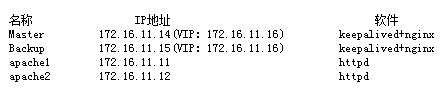 名称 IP地址 软件
Master 172.16.11.14(VIP: 172.16.11.16) keepalived+nginx
Backup 172.16.11.15(VIP: 172.16.11.16) keepalived+nginx
apache1 172.16.11.11 httpd
apache2 172.16.11.12 httpd